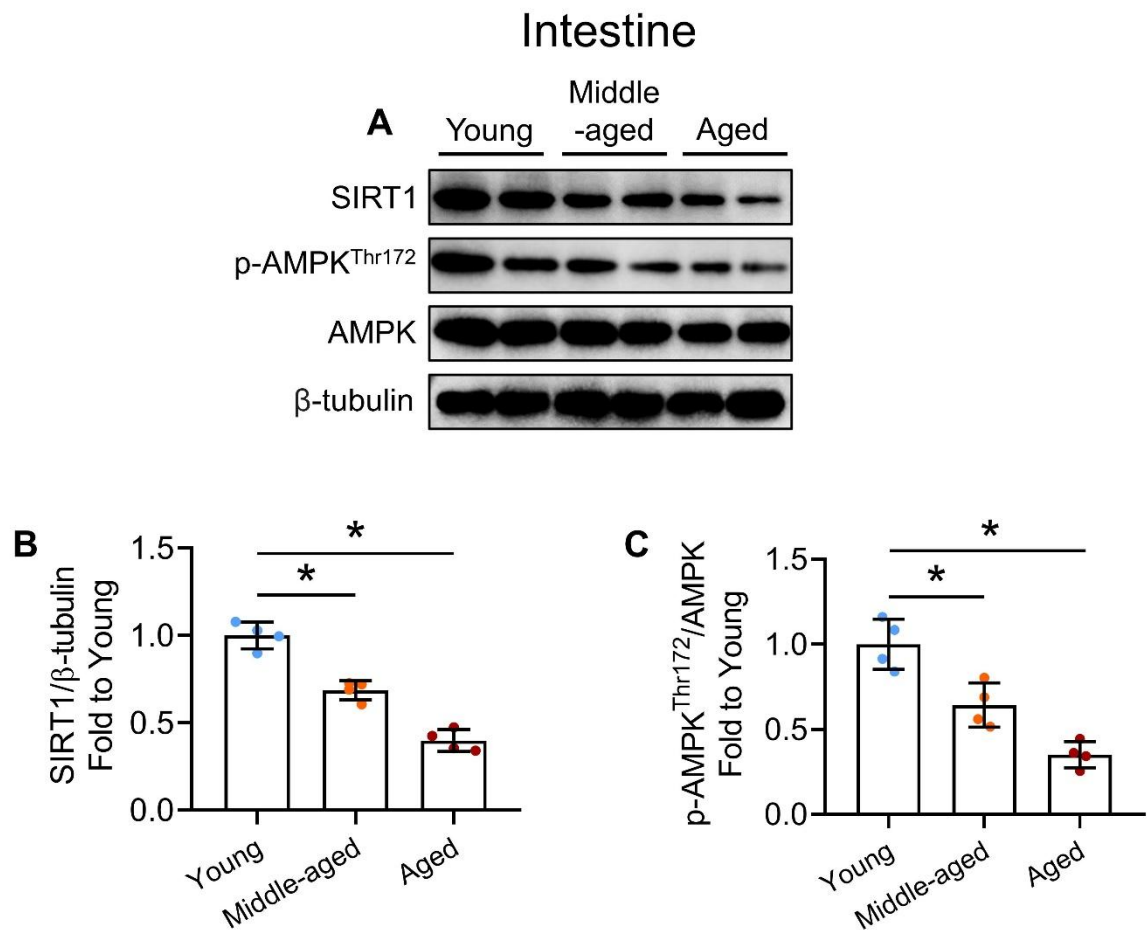 Intestine
A
Young
Middle
-aged
Aged
SIRT1
p-AMPKThr172
AMPK
β-tubulin
B
SIRT1/β-tubulin
Fold to Young
1.5
1.0
0.5
0.0
*
*
Young
Middle-aged
Aged
C
p-AMPKThr172/AMPK
Fold to Young
1.5
1.0
0.5
0.0
*
*
Young
Middle-aged
Aged